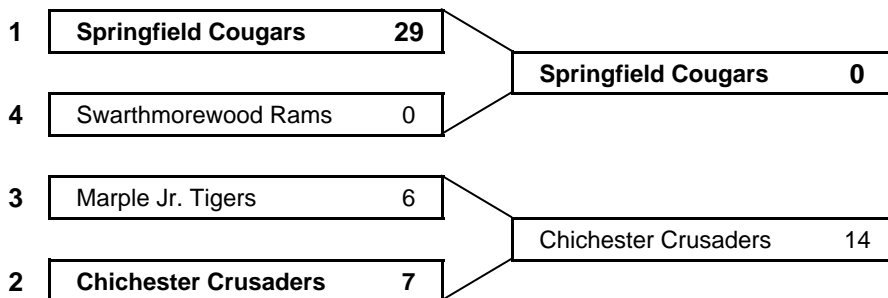 1 Springfield Cougars 29
Springfield Cougars 0
4 Swarthmorewood Rams 0
3 Marple Jr. Tigers 6
Chichester Crusaders 14
2 Chichester Crusaders 7